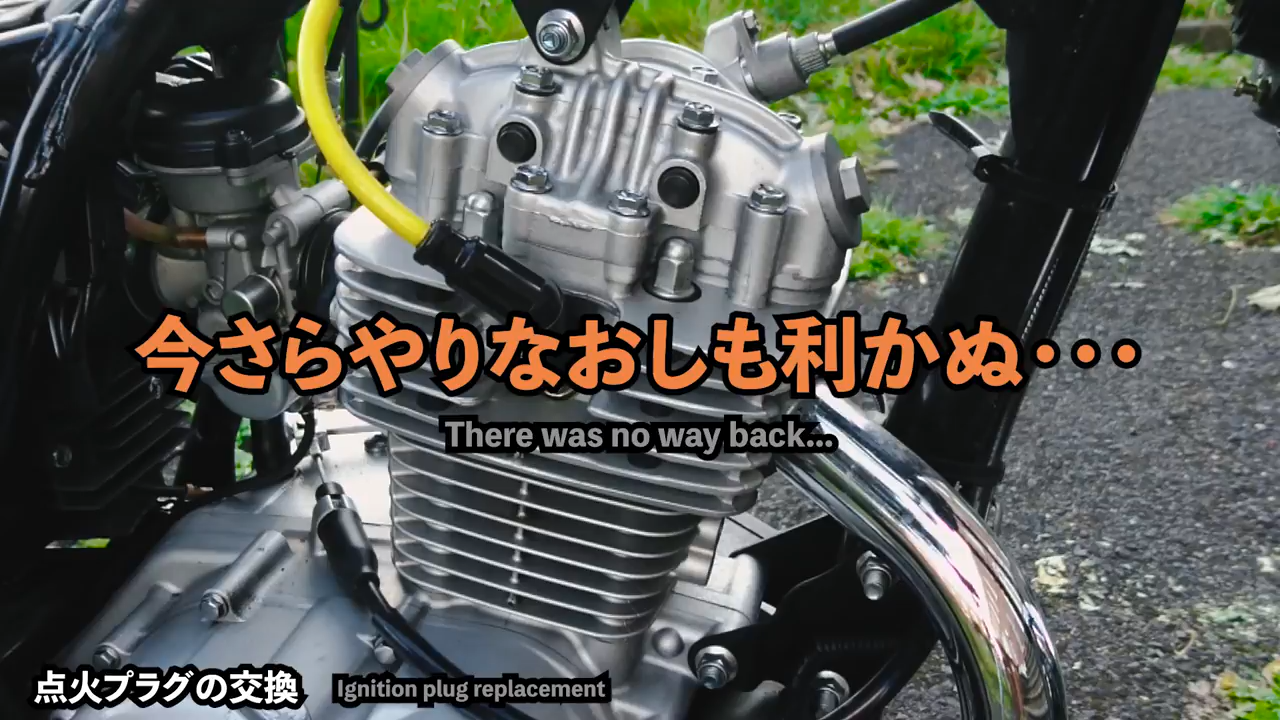 今さらやりなおしも利かぬ・・・
There was no way back...
点火プラグの交換
Ignition plug replacement